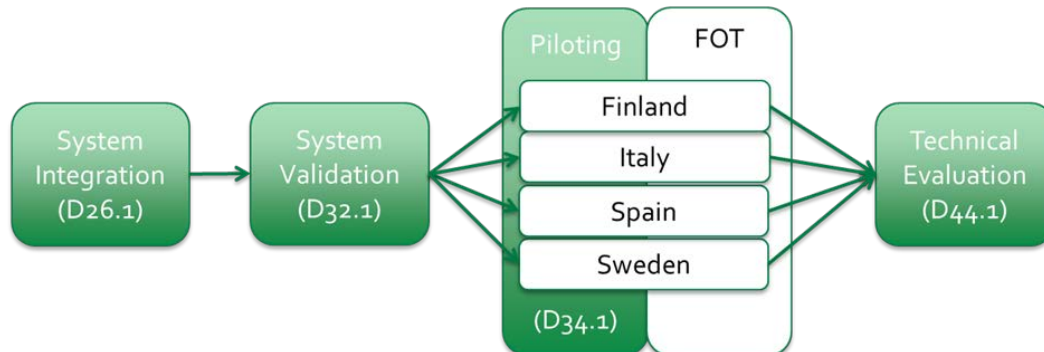 System
Integration
(D26.1)
System
Validation
(D32.1)
Piloting
FOT
Finland
Italy
Spain
Sweden
(D34.1)
Technical
Evaluation
(D44.1)